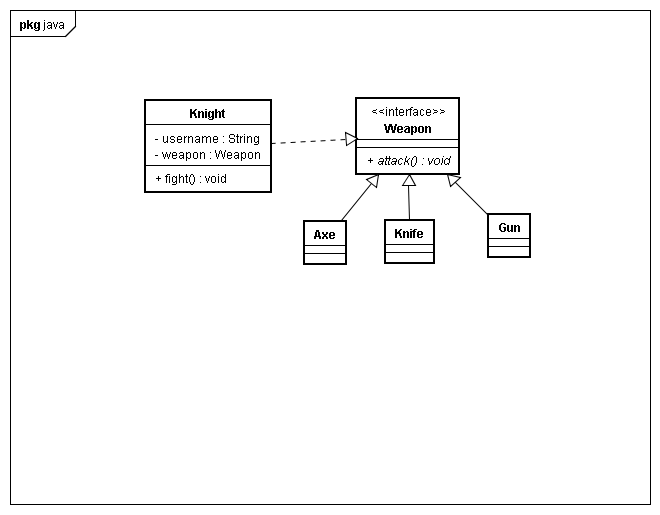 pkg java
Knight
- username : String
- weapon : Weapon
+ fight() : void
<<interface>>
Weapon
+ attack() : void
Axe
Knife
Gun